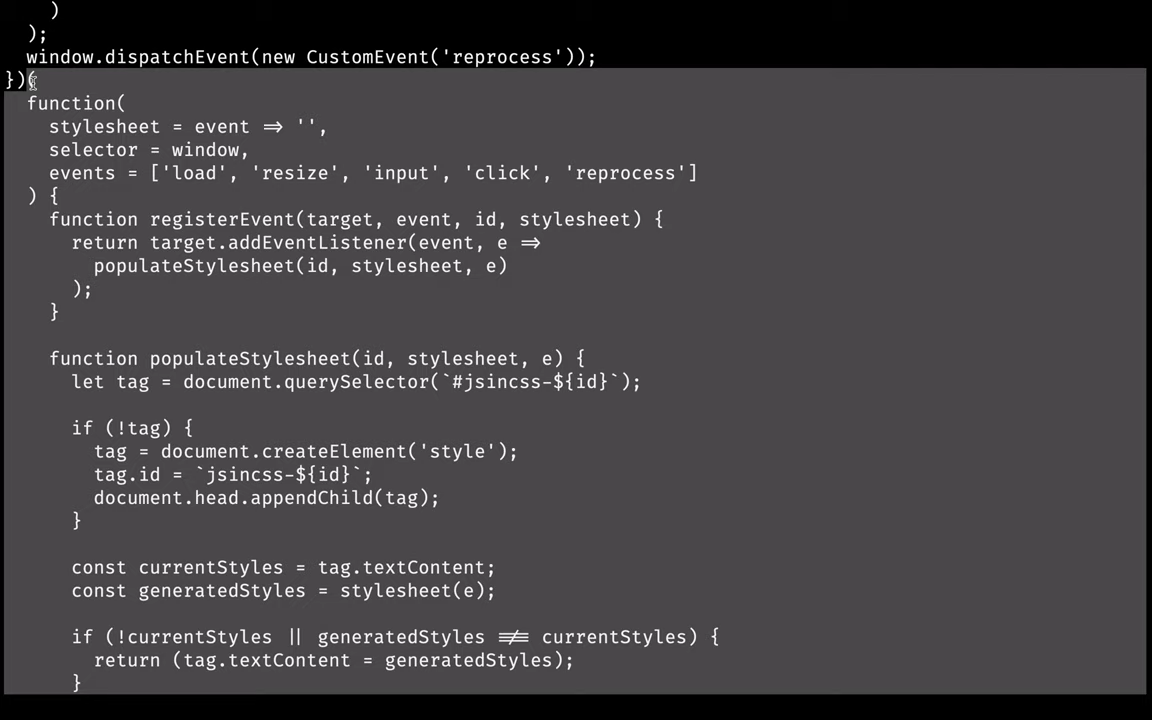 )
  );
  window.dispatchEvent(new CustomEvent('reprocess'));
})(
  function(
    stylesheet = event => '',
    selector = window,
    events = ['load', 'resize', 'input', 'click', 'reprocess']
  ) {
    function registerEvent(target, event, id, stylesheet) {
      return target.addEventListener(event, e =>
        populateStylesheet(id, stylesheet, e)
      );
    }

    function populateStylesheet(id, stylesheet, e) {
      let tag = document.querySelector(`#jsincss-${id}`);

      if (!tag) {
        tag = document.createElement('style');
        tag.id = `jsincss-${id}`;
        document.head.appendChild(tag);
      }

      const currentStyles = tag.textContent;
      const generatedStyles = stylesheet(e);

      if (!currentStyles || generatedStyles !== currentStyles) {
        return (tag.textContent = generatedStyles);
      }